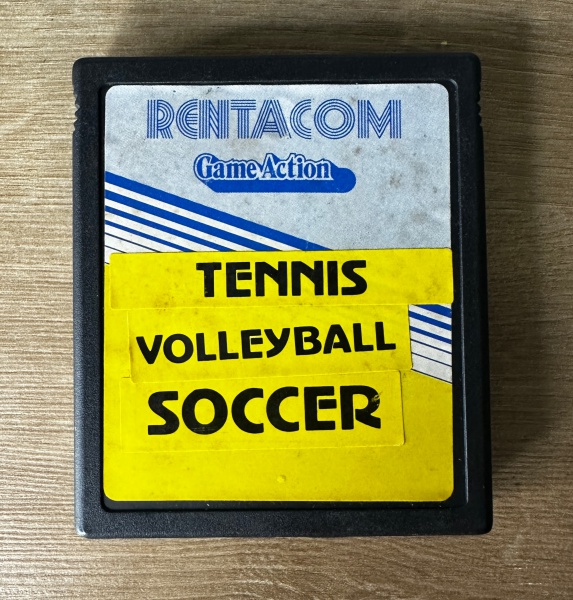 RENTACOM
Game Action
TENNIS
VOLLEYBALL
SOCCER